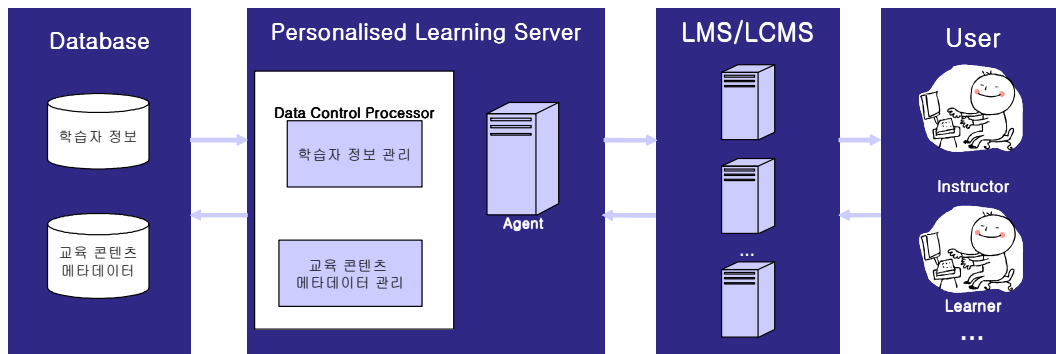 Database
학습자 정보
교육 콘텐츠
메타데이터
Personalised Learning Server
Data Control Processor
학습자 정보 관리
교육 콘텐츠
메타데이터 관리
Agent
LMS/LCMS
...
User
Instructor
Learner
...